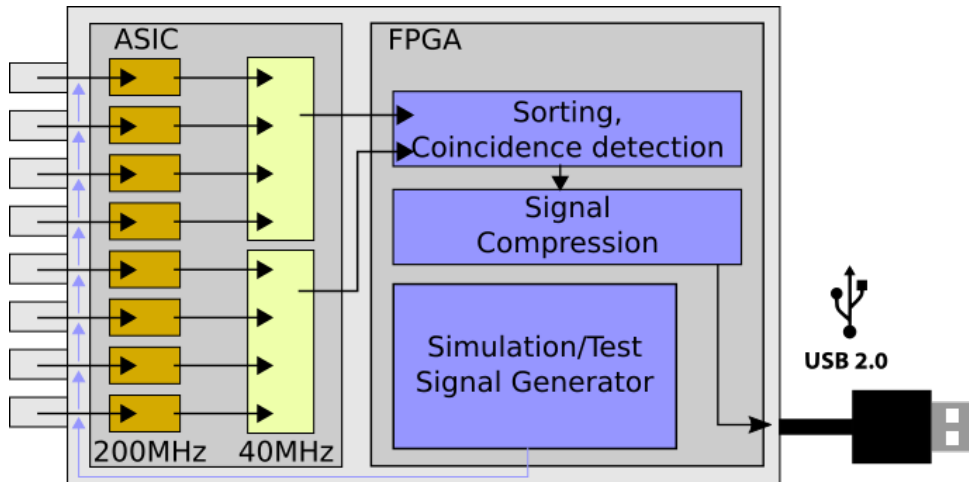 ASIC
FPGA
Sorting,
Coincidence detection
Signal
Compression
Simulation/Test
Signal Generator
USB 2.0
200MHz
40MHz